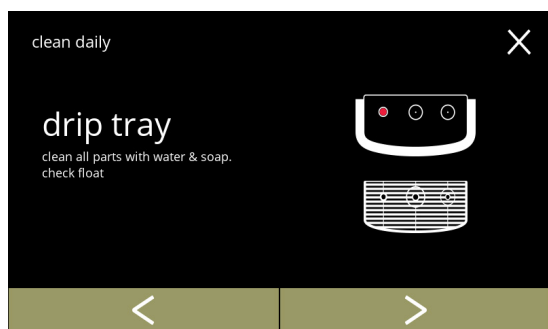 clean daily
drip tray
clean all parts with water & soap.
check float